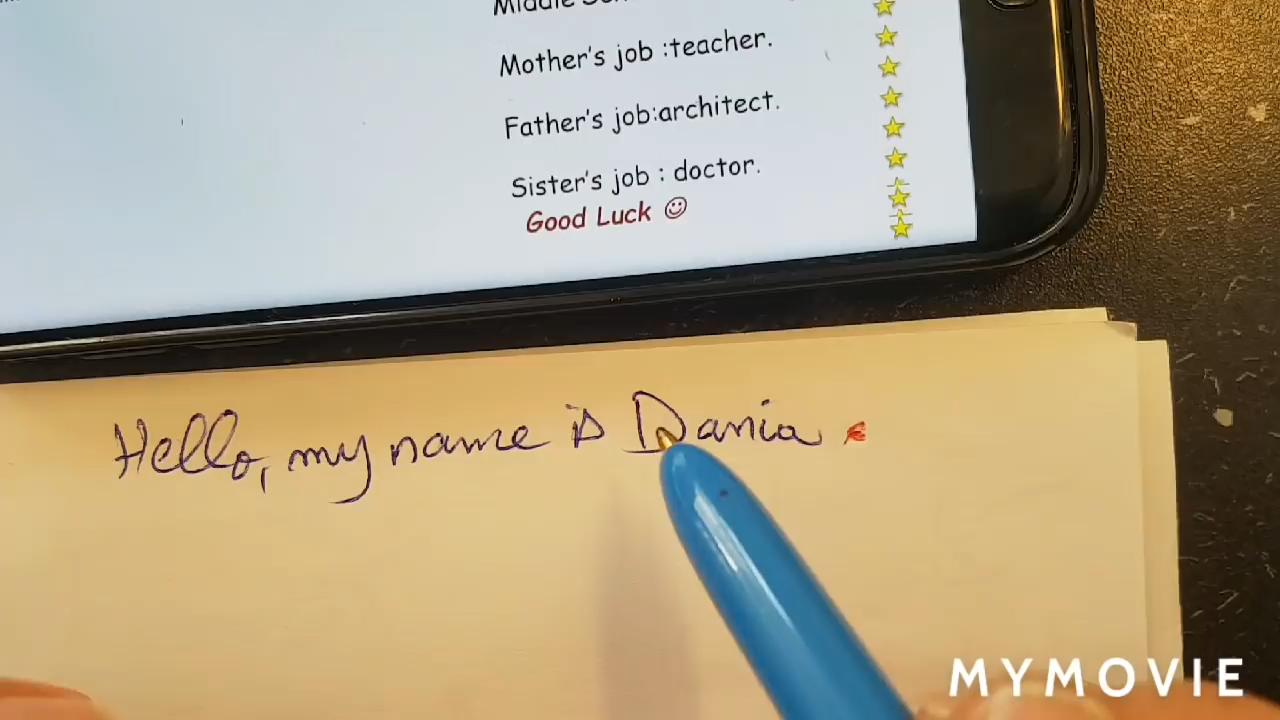 Mother's job :teacher.
Father's job:architect.
Sister's job : doctor.
Good Luck ☺
Hello, my name is Dania.
MYMOVIE